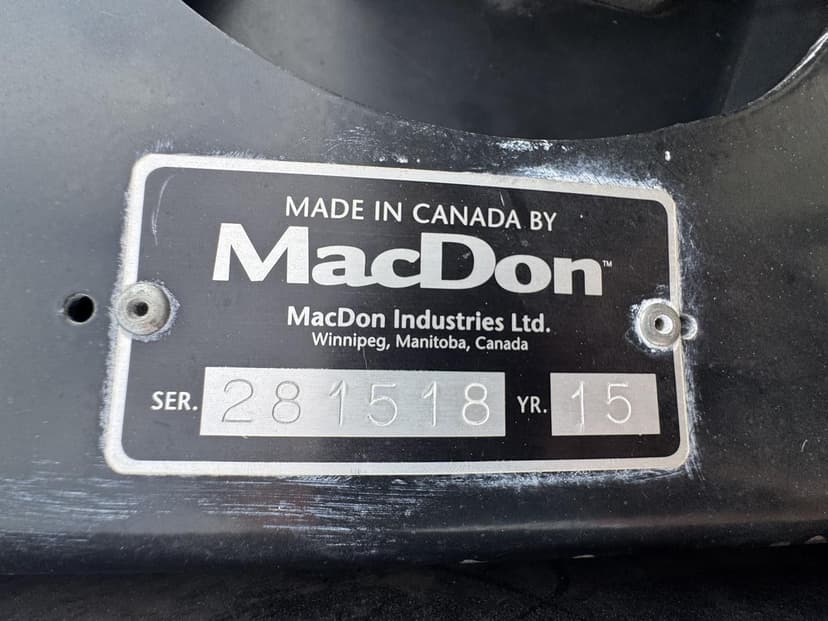 MADE IN CANADA BY
MacDon™
MacDon Industries Ltd.
Winnipeg, Manitoba, Canada
SER. 281518 YR. 15